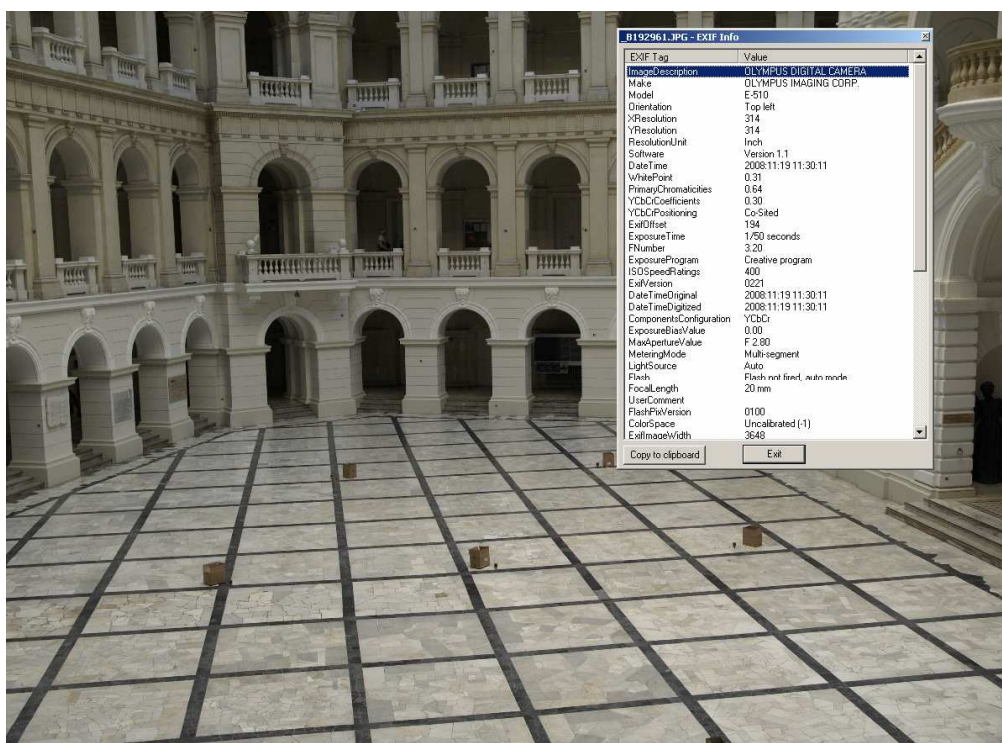 _B192961.JPG - EXIF Info
EXIF Tag Value
ImageDescription OLYMPUS DIGITAL CAMERA
Make OLYMPUS IMAGING CORP.
Model E-510
Orientation Top left
XResolution 314
YResolution 314
ResolutionUnit Inch
Software Version 1.1
DateTime 2008:11:19 11:30:11
WhitePoint 0.31
PrimaryChromaticities 0.64
YCbCrCoefficients 0.30
YCbCrPositioning Co-Sited
ExifOffset 194
ExposureTime 1/50 seconds
FNumber 3.20
ExposureProgram Creative program
ISOSpeedRatings 400
ExifVersion 0221
DateTimeOriginal 2008:11:19 11:30:11
DateTimeDigitized 2008:11:19 11:30:11
ComponentsConfiguration YCbCr
ExposureBiasValue 0.00
MaxApertureValue F 2.80
MeteringMode Multi-segment
LightSource Auto
Flash Flash not fired, auto mode
FocalLength 20 mm
UserComment
FlashPixVersion 0100
ColorSpace Uncalibrated (-1)
ExifImageWidth 3648
Copy to clipboard Exit